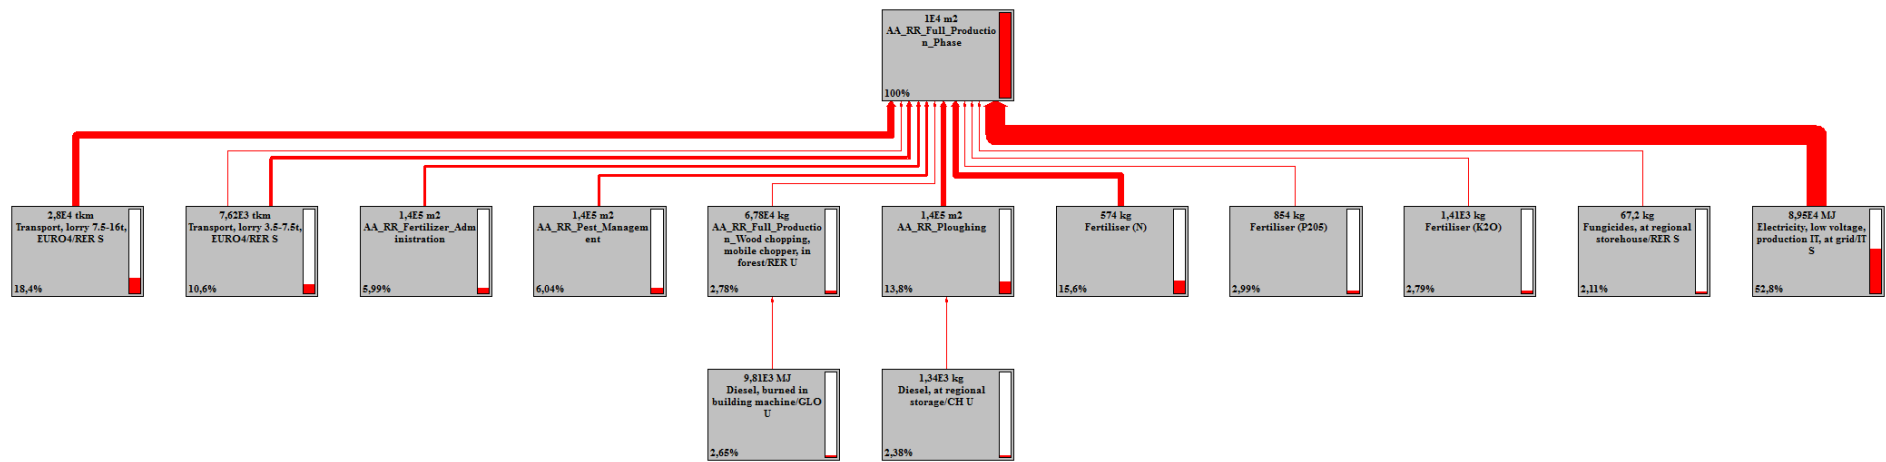 1E4 m2
AA_RR_Full_Productio
n_Phase
100%
2,8E4 tkm
Transport, lorry 7.5-16t,
EURO4/RER S
18,4%
7,62E3 tkm
Transport, lorry 3.5-7.5t,
EURO4/RER S
10,6%
1,4E5 m2
AA_RR_Fertilizer_Adm
inistration
5,99%
1,4E5 m2
AA_RR_Pest_Managem
ent
6,04%
6,78E4 kg
AA_RR_Full_Productio
n_Wood chopping,
mobile chopper, in
forest/RER U
2,78%
1,4E5 m2
AA_RR_Ploughing
13,8%
574 kg
Fertiliser (N)
15,6%
854 kg
Fertiliser (P205)
2,99%
1,41E3 kg
Fertiliser (K2O)
2,79%
67,2 kg
Fungicides, at regional
storehouse/RER S
2,11%
8,95E4 MJ
Electricity, low voltage,
production IT, at grid/IT
S
52,8%
9,81E3 MJ
Diesel, burned in
building machine/GLO
U
2,65%
1,34E3 kg
Diesel, at regional
storage/CH U
2,38%